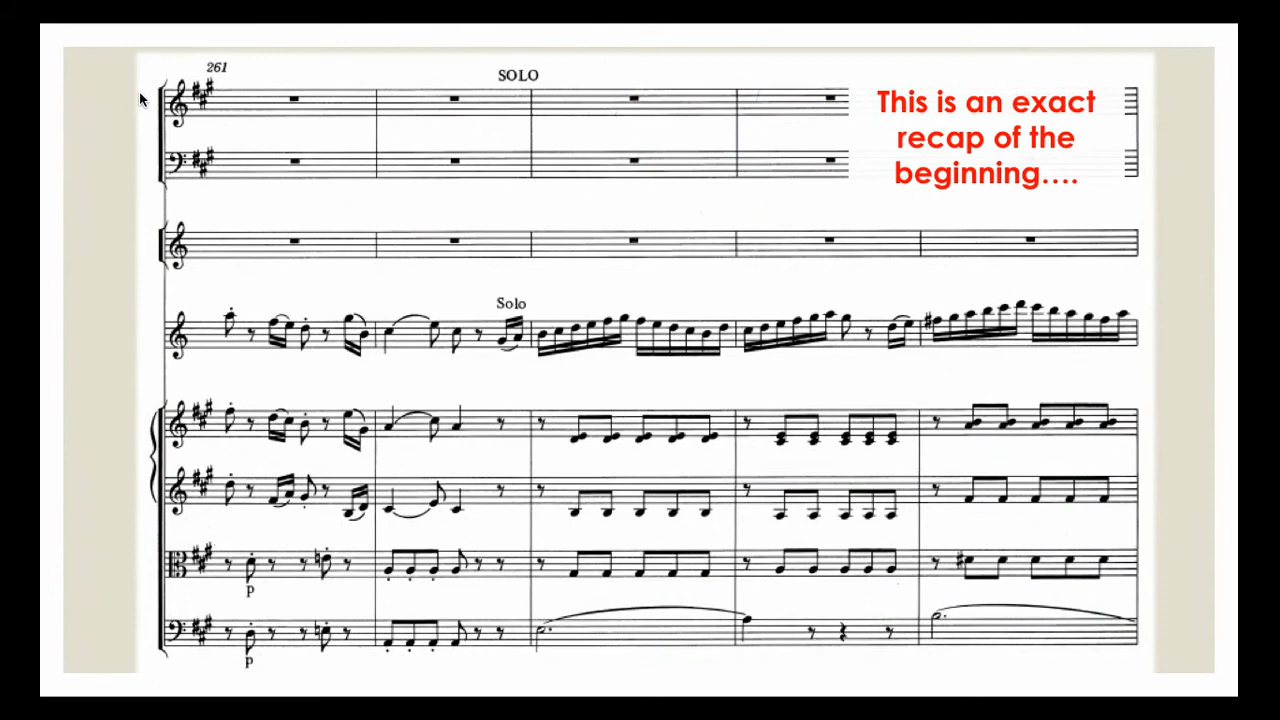 261
SOLO
This is an exact
recap of the
beginning....
Solo
p
p